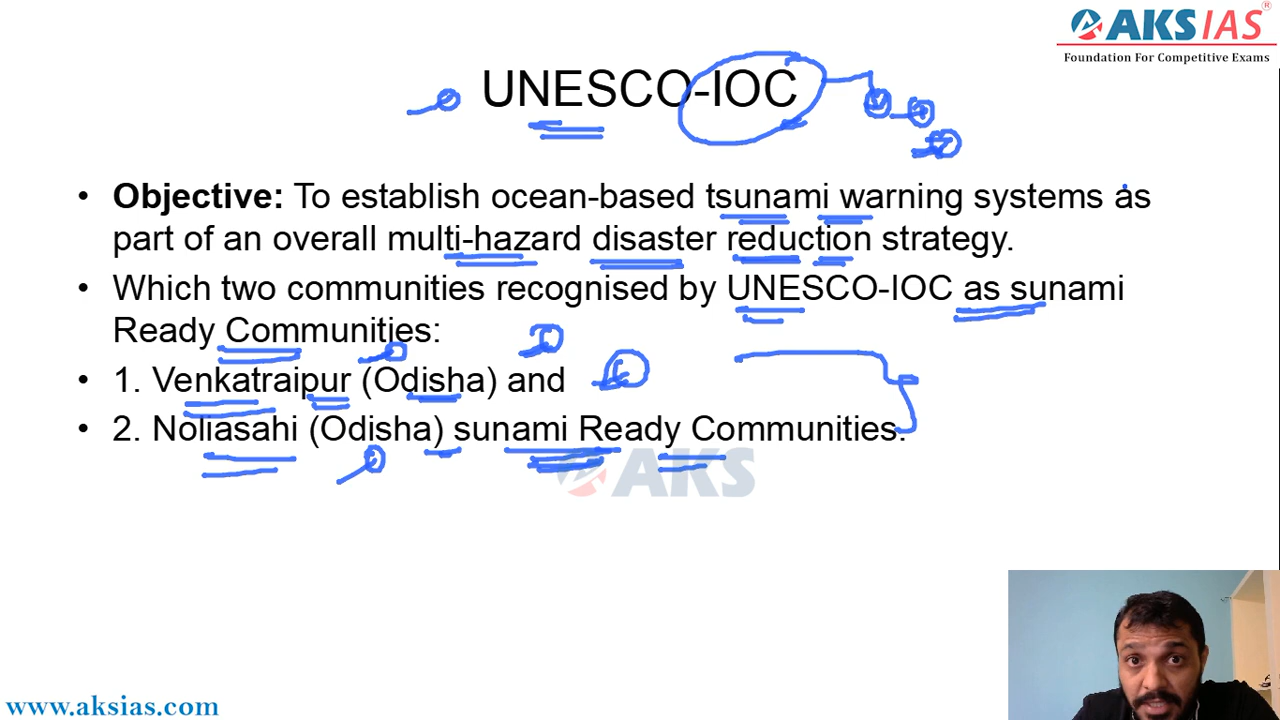 AKS IAS®
Foundation For Competitive Exams
UNESCO-IOC
• Objective: To establish ocean-based tsunami warning systems as
part of an overall multi-hazard disaster reduction strategy.
• Which two communities recognised by UNESCO-IOC as sunami
Ready Communities:
• 1. Venkatraipur (Odisha) and
• 2. Noliasahi (Odisha) sunami Ready Communities.
AKS
www.aksias.com